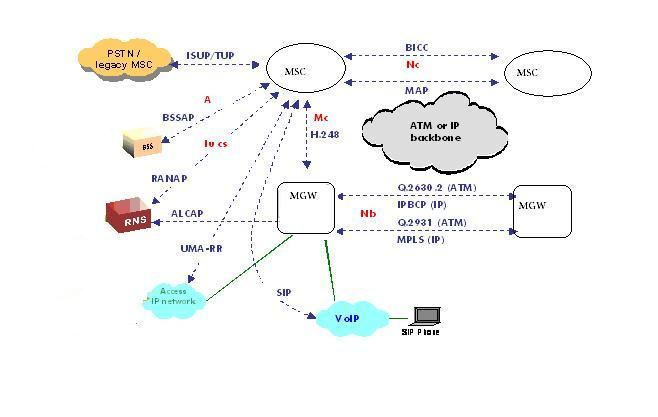 PSTN /
legacy MSC
ISUP/TUP
MSC
BICC
Nc
MAP
MSC
A
BSSAP
BSS
Iu cs
Mc
H.248
ATM or IP
backbone
RANAP
RNS
ALCAP
MGW
Q.2630.2 (ATM)
IPBCP (IP)
Nb
Q.2931 (ATM)
MPLS (IP)
MGW
UMA-RR
Access
IP network
SIP
VoIP
SIP Phone